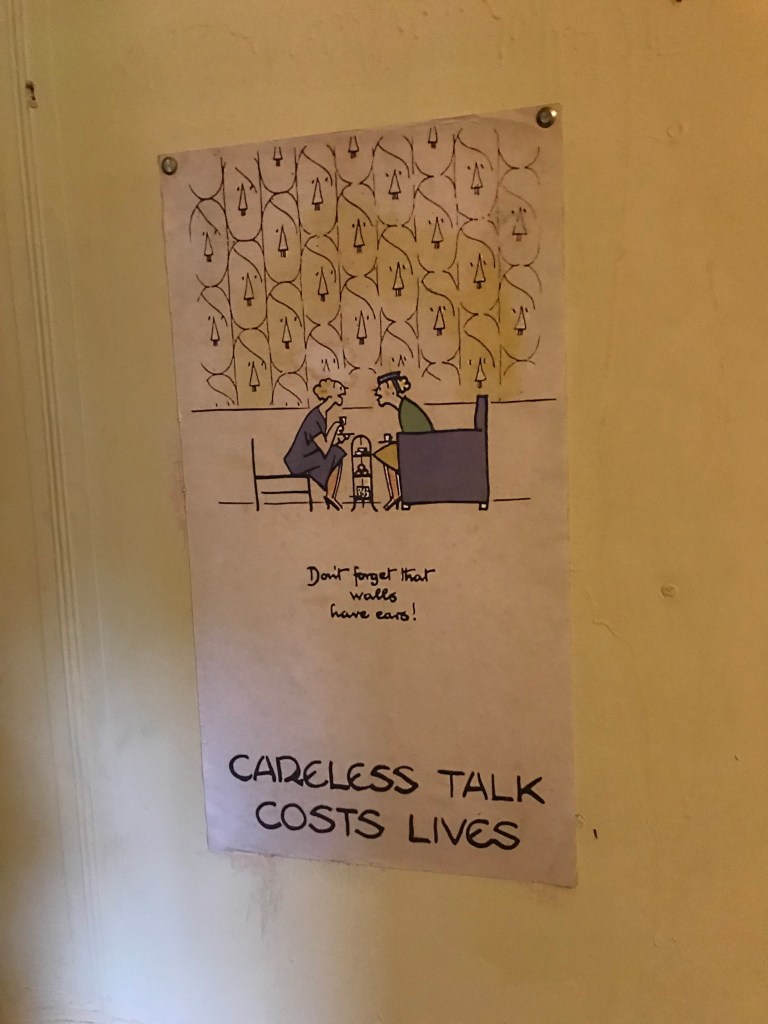 Don't forget that
walls
have ears!
CARELESS TALK
COSTS LIVES